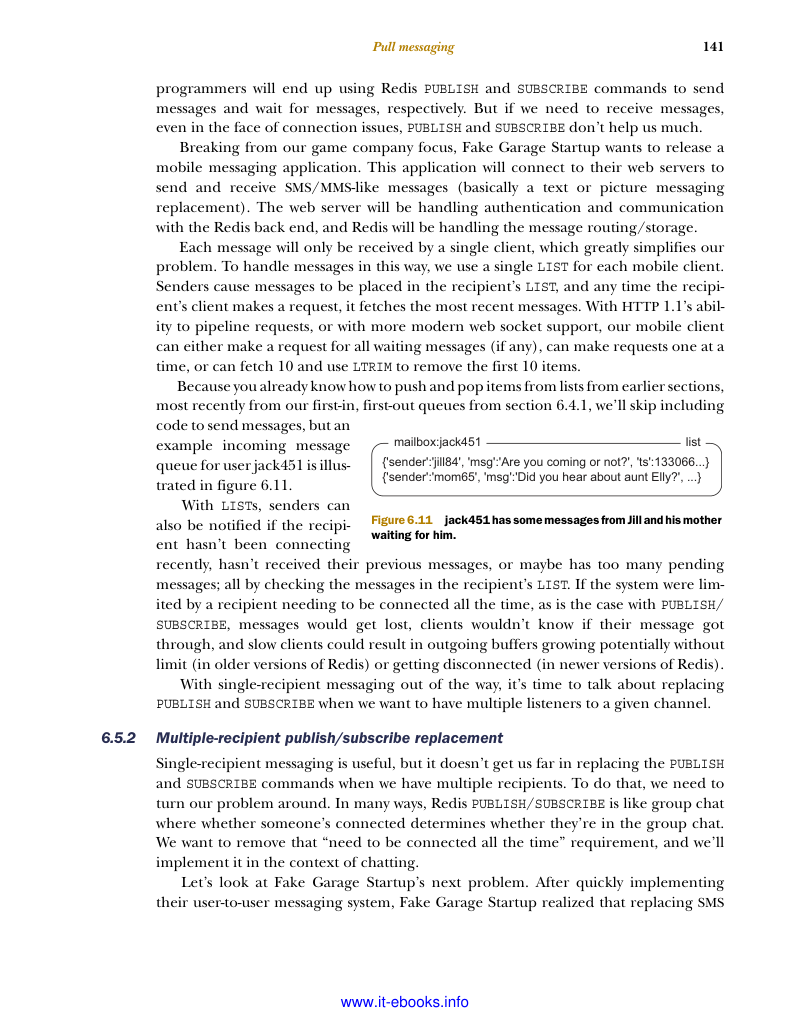 Pull messaging 141
programmers will end up using Redis PUBLISH and SUBSCRIBE commands to send
messages and wait for messages, respectively. But if we need to receive messages,
even in the face of connection issues, PUBLISH and SUBSCRIBE don't help us much.
Breaking from our game company focus, Fake Garage Startup wants to release a
mobile messaging application. This application will connect to their web servers to
send and receive SMS/MMS-like messages (basically a text or picture messaging
replacement). The web server will be handling authentication and communication
with the Redis back end, and Redis will be handling the message routing/storage.
Each message will only be received by a single client, which greatly simplifies our
problem. To handle messages in this way, we use a single LIST for each mobile client.
Senders cause messages to be placed in the recipient's LIST, and any time the recipi-
ent's client makes a request, it fetches the most recent messages. With HTTP 1.1's abil-
ity to pipeline requests, or with more modern web socket support, our mobile client
can either make a request for all waiting messages (if any), can make requests one at a
time, or can fetch 10 and use LTRIM to remove the first 10 items.
Because you already know how to push and pop items from lists from earlier sections,
most recently from our first-in, first-out queues from section 6.4.1, we'll skip including
code to send messages, but an
example incoming message
queue for user jack451 is illus-
trated in figure 6.11.
With LISTs, senders can
also be notified if the recipi-
ent hasn't been connecting
mailbox:jack451 list
{'sender':'jill84', 'msg':'Are you coming or not?', 'ts':133066...}
{'sender':'mom65', 'msg':'Did you hear about aunt Elly?', ...}
Figure 6.11 jack451 has some messages from Jill and his mother
waiting for him.
recently, hasn't received their previous messages, or maybe has too many pending
messages; all by checking the messages in the recipient's LIST. If the system were lim-
ited by a recipient needing to be connected all the time, as is the case with PUBLISH/
SUBSCRIBE, messages would get lost, clients wouldn't know if their message got
through, and slow clients could result in outgoing buffers growing potentially without
limit (in older versions of Redis) or getting disconnected (in newer versions of Redis).
With single-recipient messaging out of the way, it's time to talk about replacing
PUBLISH and SUBSCRIBE when we want to have multiple listeners to a given channel.
6.5.2 Multiple-recipient publish/subscribe replacement
Single-recipient messaging is useful, but it doesn't get us far in replacing the PUBLISH
and SUBSCRIBE commands when we have multiple recipients. To do that, we need to
turn our problem around. In many ways, Redis PUBLISH/SUBSCRIBE is like group chat
where whether someone's connected determines whether they're in the group chat.
We want to remove that "need to be connected all the time" requirement, and we'll
implement it in the context of chatting.
Let's look at Fake Garage Startup's next problem. After quickly implementing
their user-to-user messaging system, Fake Garage Startup realized that replacing SMS
www.it-ebooks.info